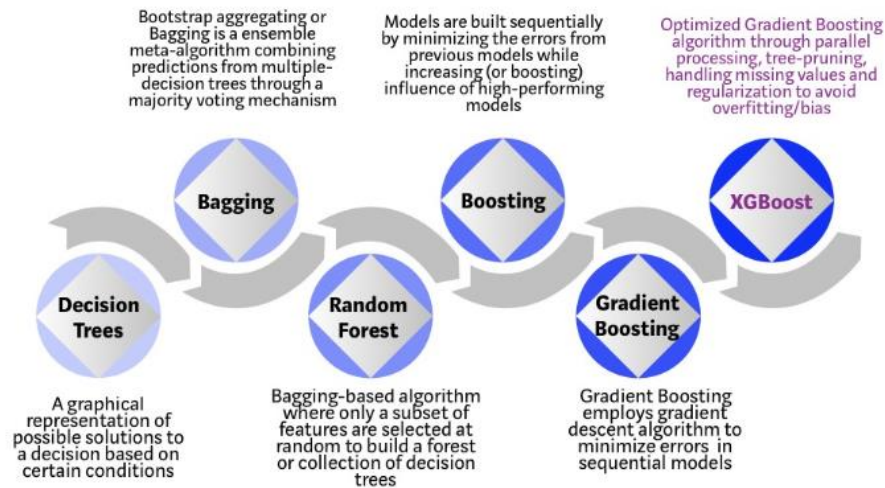 Bootstrap aggregating or
Bagging is a ensemble
meta-algorithm combining
predictions from multiple-
decision trees through a
majority voting mechanism
Models are built sequentially
by minimizing the errors from
previous models while
increasing (or boosting)
influence of high-performing
models
Optimized Gradient Boosting
algorithm through parallel
processing, tree-pruning,
handling missing values and
regularization to avoid
overfitting/bias
Bagging
Boosting
XGBoost
Decision
Trees
Random
Forest
Gradient
Boosting
A graphical
representation of
possible solutions to
a decision based on
certain conditions
Bagging-based algorithm
where only a subset of
features are selected at
random to build a forest
or collection of decision
trees
Gradient Boosting
employs gradient
descent algorithm to
minimize errors in
sequential models